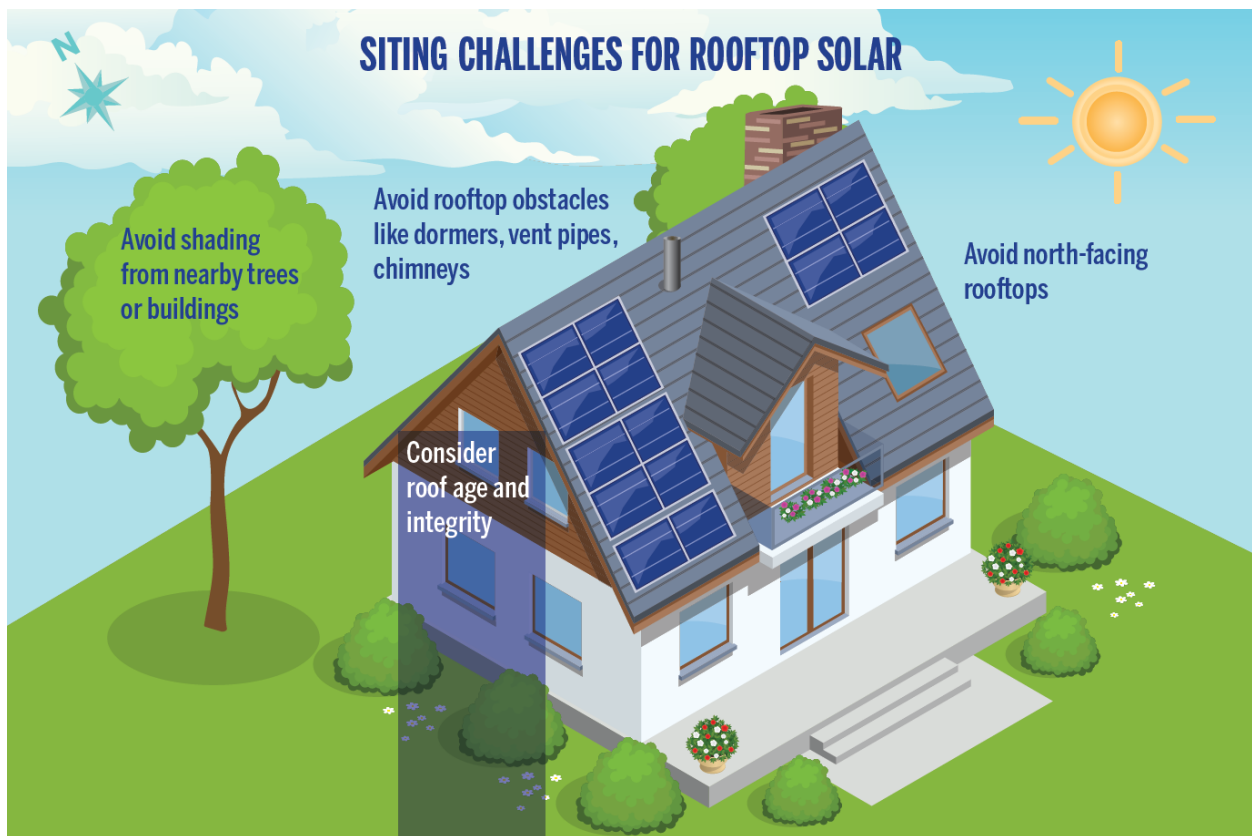 SITING CHALLENGES FOR ROOFTOP SOLAR
N
Avoid shading
from nearby trees
or buildings
Avoid rooftop obstacles
like dormers, vent pipes,
chimneys
Avoid north-facing
rooftops
Consider
roof age and
integrity